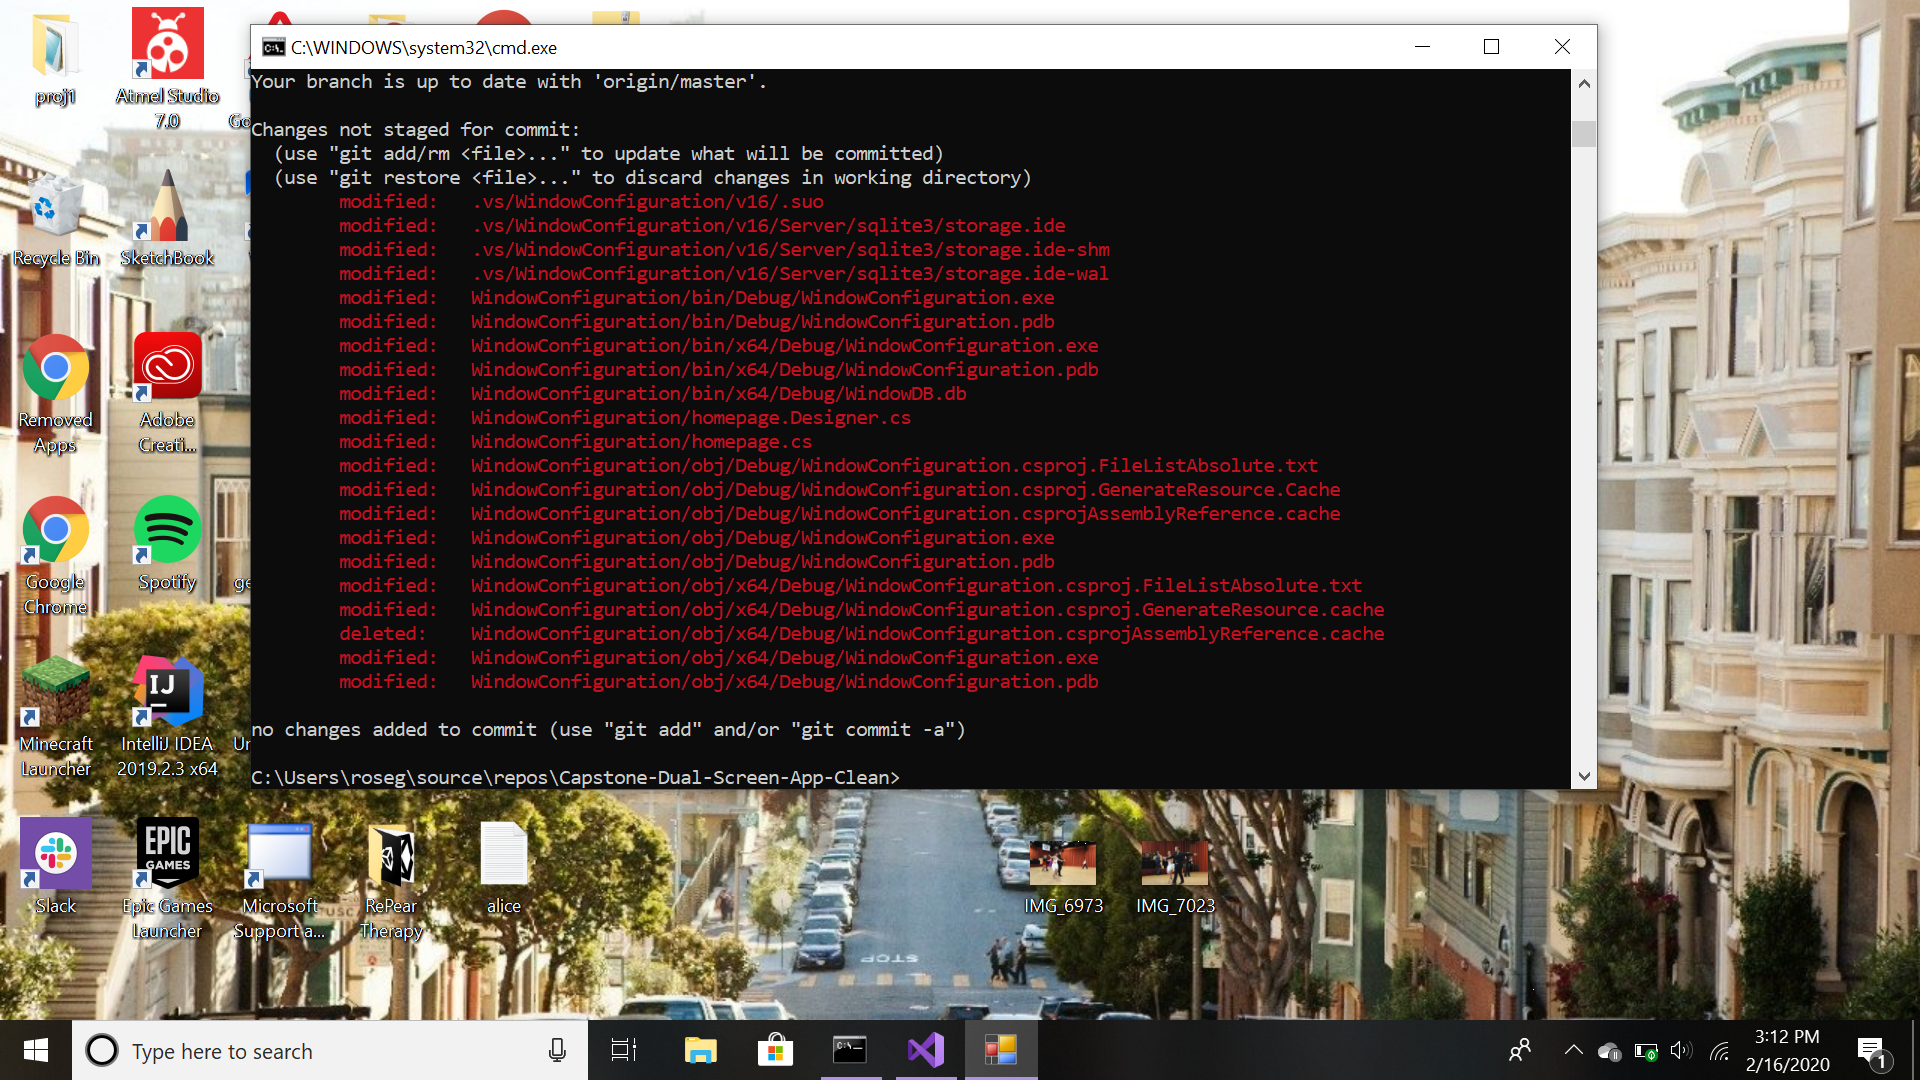 C:\WINDOWS\system32\cmd.exe
Your branch is up to date with 'origin/master'.
Changes not staged for commit:
(use "git add/rm <file>..." to update what will be committed)
(use "git restore <file>..." to discard changes in working directory)
modified: .vs/WindowConfiguration/v16/.suo
modified: .vs/WindowConfiguration/v16/Server/sqlite3/storage.ide
modified: .vs/WindowConfiguration/v16/Server/sqlite3/storage.ide-shm
modified: .vs/WindowConfiguration/v16/Server/sqlite3/storage.ide-wal
modified: WindowConfiguration/bin/Debug/WindowConfiguration.exe
modified: WindowConfiguration/bin/Debug/WindowConfiguration.pdb
modified: WindowConfiguration/bin/x64/Debug/WindowConfiguration.exe
modified: WindowConfiguration/bin/x64/Debug/WindowConfiguration.pdb
modified: WindowConfiguration/bin/x64/Debug/WindowDB.db
modified: WindowConfiguration/homepage.Designer.cs
modified: WindowConfiguration/homepage.cs
modified: WindowConfiguration/obj/Debug/WindowConfiguration.csproj.FileListAbsolute.txt
modified: WindowConfiguration/obj/Debug/WindowConfiguration.csproj.GenerateResource.Cache
modified: WindowConfiguration/obj/Debug/WindowConfiguration.csprojAssemblyReference.cache
modified: WindowConfiguration/obj/Debug/WindowConfiguration.exe
modified: WindowConfiguration/obj/Debug/WindowConfiguration.pdb
modified: WindowConfiguration/obj/x64/Debug/WindowConfiguration.csproj.FileListAbsolute.txt
modified: WindowConfiguration/obj/x64/Debug/WindowConfiguration.csproj.GenerateResource.cache
deleted: WindowConfiguration/obj/x64/Debug/WindowConfiguration.csprojAssemblyReference.cache
modified: WindowConfiguration/obj/x64/Debug/WindowConfiguration.exe
modified: WindowConfiguration/obj/x64/Debug/WindowConfiguration.pdb
no changes added to commit (use "git add" and/or "git commit -a")
C:\Users\roseg\source\repos\Capstone-Dual-Screen-App-Clean>
proj1
Atmel Studio
7.0
Go
Recycle Bin
SketchBook
Removed
Apps
Adobe
Creati...
Google
Chrome
Spotify
ge
IJ
Minecraft
Launcher
IntelliJ IDEA
2019.2.3 x64
Ur
EPIC
GAMES
Slack
Epic Games
Launcher
Microsoft
Support a...
RePear
Therapy
alice
IMG_6973
IMG_7023
STOP
Type here to search
3:12 PM
2/16/2020
1